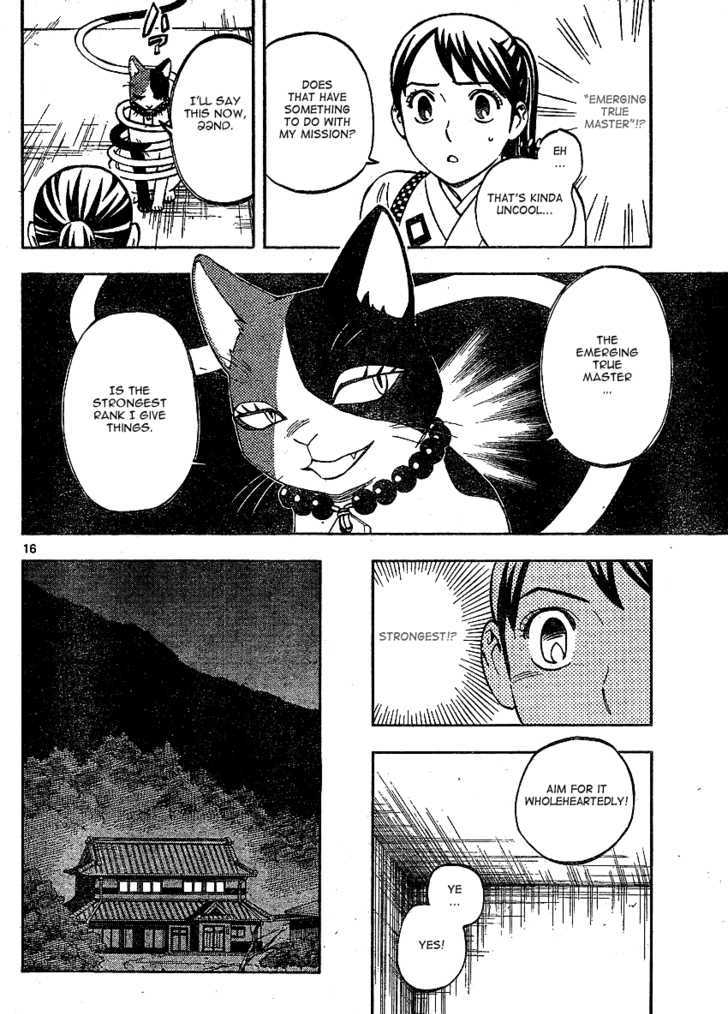 "EMERGING
TRUE
MASTER"!?
EH
...
THAT'S KINDA
UNCOOL...
DOES
THAT HAVE
SOMETHING
TO DO WITH
MY MISSION?
I'LL SAY
THIS NOW,
THE
EMERGING
TRUE
MASTER
...
IS THE
STRONGEST
RANK I GIVE
THINGS.
16
STRONGEST!?
AIM FOR IT
WHOLEHEARTEDLY!
YE
...
YES!